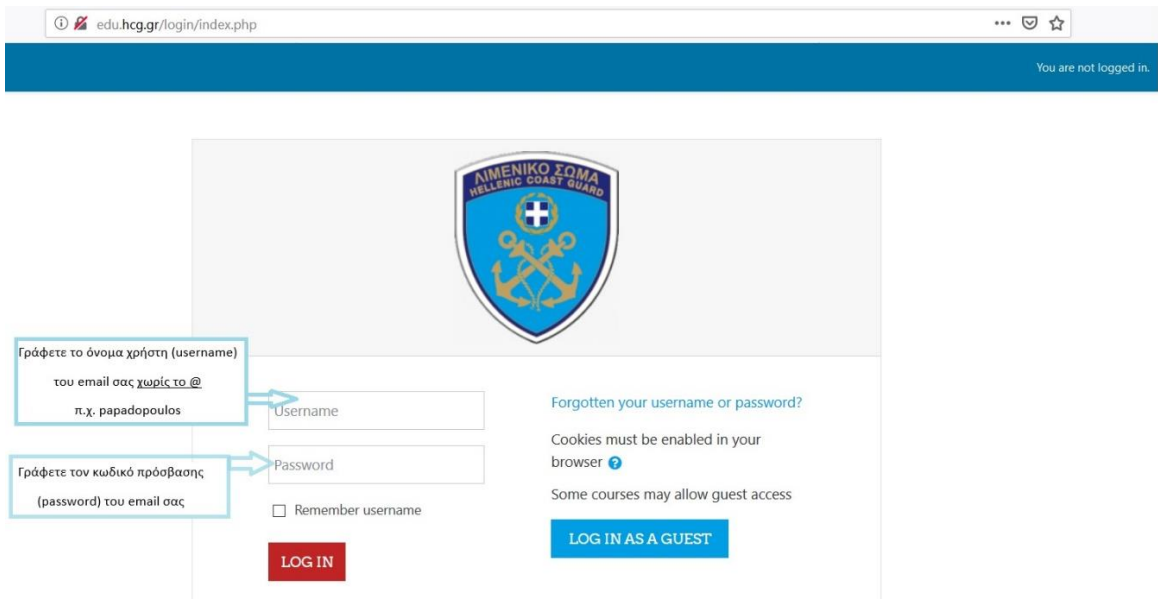 edu.hcg.gr/login/index.php
You are not logged in.
ΛΙΜΕΝΙΚΟ ΣΩΜΑ
HELLENIC COAST GUARD
Γράφετε το όνομα χρήστη (username)
του email σας χωρίς το @
π.χ. papadopoulos
Username
Γράφετε τον κωδικό πρόσβασης
(password) του email σας
Password
Remember username
LOG IN
Forgotten your username or password?
Cookies must be enabled in your
browser
Some courses may allow guest access
LOG IN AS A GUEST